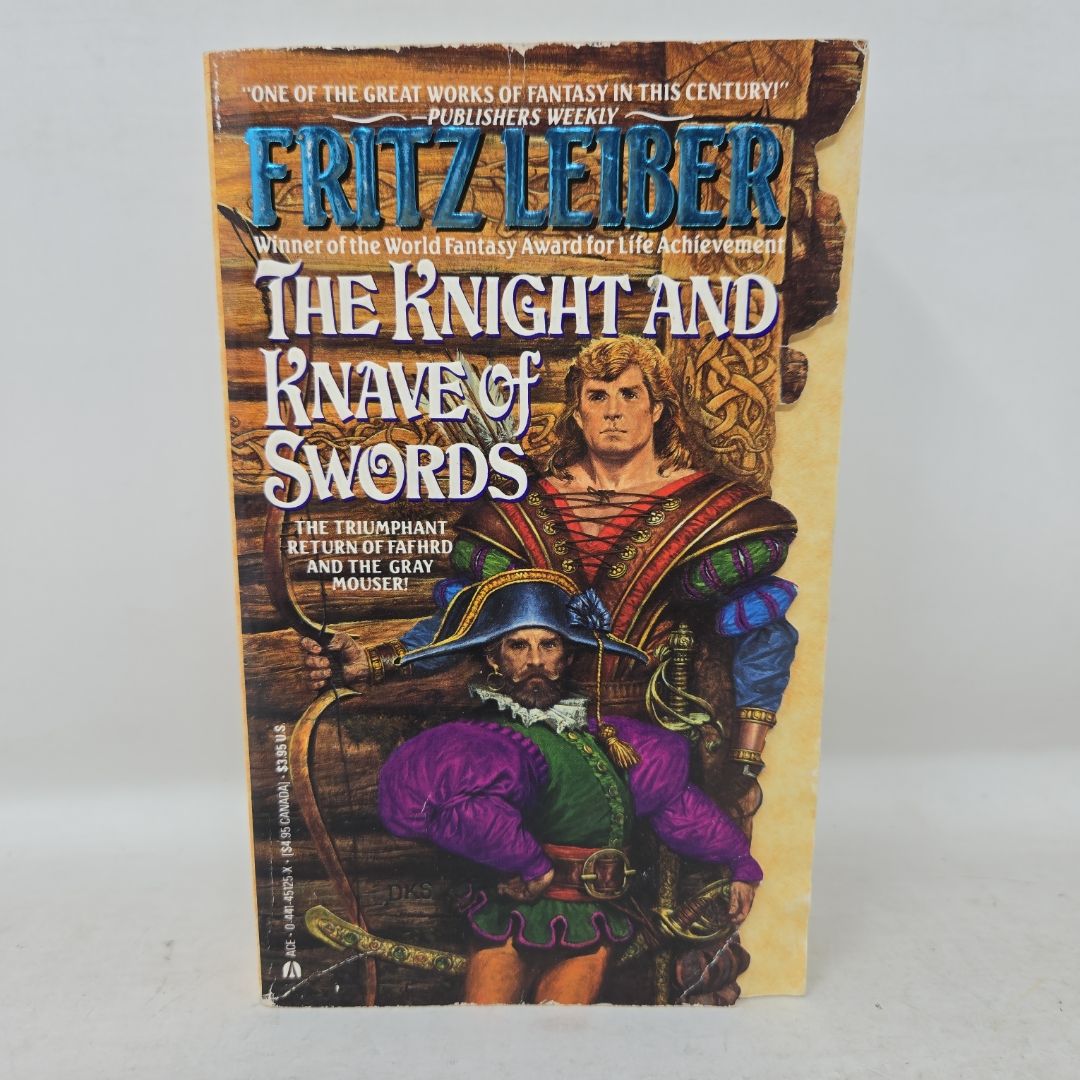 "ONE OF THE GREAT WORKS OF FANTASY IN THIS CENTURY!"
—PUBLISHERS WEEKLY
FRITZ LEIBER
Winner of the World Fantasy Award for Life Achievement
THE KNIGHT AND
KNAVE OF
SWORDS
THE TRIUMPHANT
RETURN OF FAFHRD
AND THE GRAY
MOUSER!
DKS
ACE • 0-441-45125-X • [$4.95 CANADA] • $3.95 U.S.